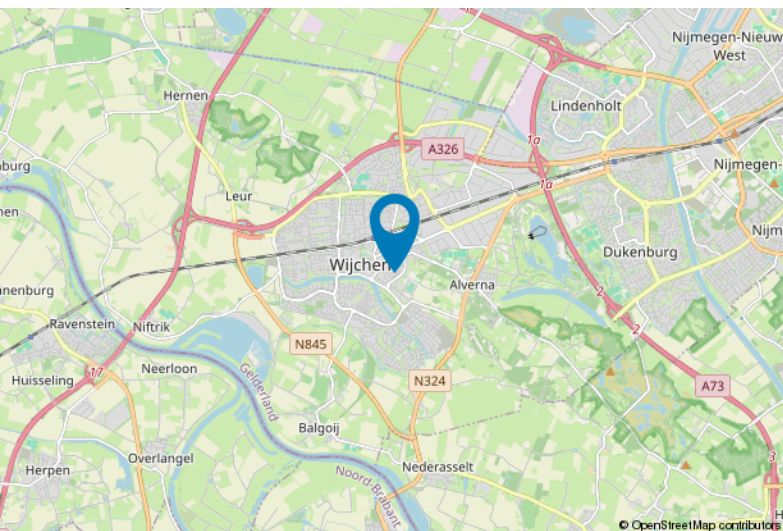 Nijmegen-Nieuw
West
Hernen
Lindenholt
1a
A326
Nijmegen-
1a
Leur
Dukenburg
Wijchen
Alverna
2
Ravenstein
Niftrik
2
N845
Neerloon
17
Huisseling
Gelderland
N324
A73
Balgoij
Overlangel
3
Herpen
Nederasselt
Noord-Brabant
© OpenStreetMap contributors